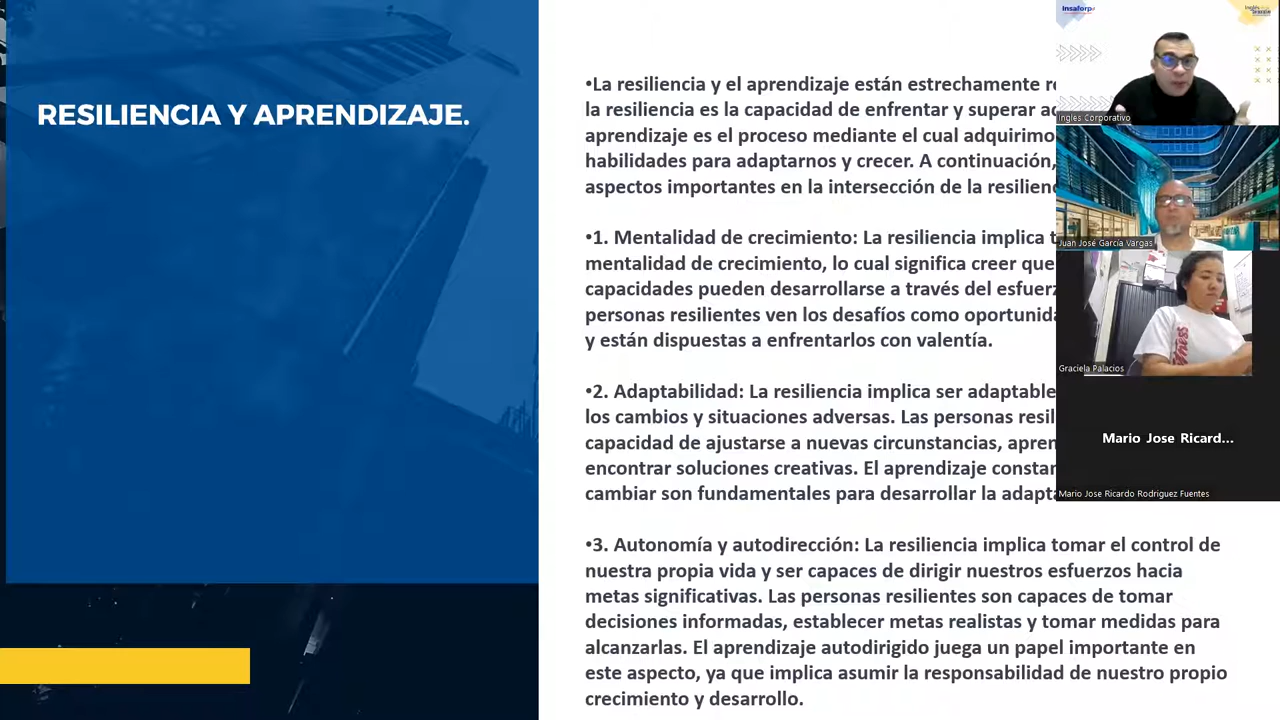 RESILIENCIA Y APRENDIZAJE.
•La resiliencia y el aprendizaje están estrechamente
la resiliencia es la capacidad de enfrentar y superar
aprendizaje es el proceso mediante el cual
habilidades para adaptarnos y crecer. A continuación,
aspectos importantes en la intersección de la
•1. Mentalidad de crecimiento: La resiliencia implica
mentalidad de crecimiento, lo cual significa creer que
capacidades pueden desarrollarse a través del
personas resilientes ven los desafíos como
y están dispuestas a enfrentarlos con valentía.
•2. Adaptabilidad: La resiliencia implica ser adaptable
los cambios y situaciones adversas. Las personas
capacidad de ajustarse a nuevas circunstancias,
encontrar soluciones creativas. El aprendizaje
cambiar son fundamentales para desarrollar la
•3. Autonomía y autodirección: La resiliencia implica tomar el control de
nuestra propia vida y ser capaces de dirigir nuestros esfuerzos hacia
metas significativas. Las personas resilientes son capaces de tomar
decisiones informadas, establecer metas realistas y tomar medidas para
alcanzarlas. El aprendizaje autodirigido juega un papel importante en
este aspecto, ya que implica asumir la responsabilidad de nuestro propio
crecimiento y desarrollo.
Insaforp
Ingles Corporativo
Juan José García Vargas
Graciela Palacios
Mario Jose Ricard...
Mario Jose Ricardo Rodriguez Fuentes